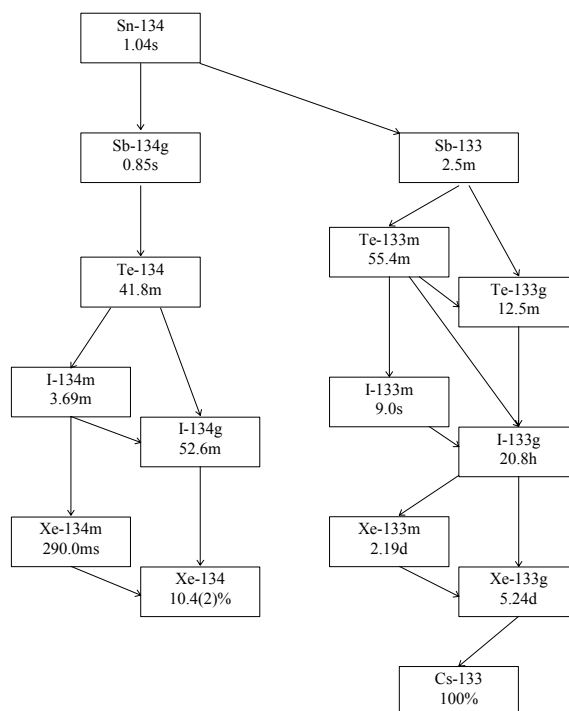 Sn-134
1.04s
Sb-134g
0.85s
Sb-133
2.5m
Te-133m
55.4m
Te-134
41.8m
Te-133g
12.5m
I-134m
3.69m
I-133m
9.0s
I-134g
52.6m
I-133g
20.8h
Xe-134m
290.0ms
Xe-133m
2.19d
Xe-134
10.4(2)%
Xe-133g
5.24d
Cs-133
100%